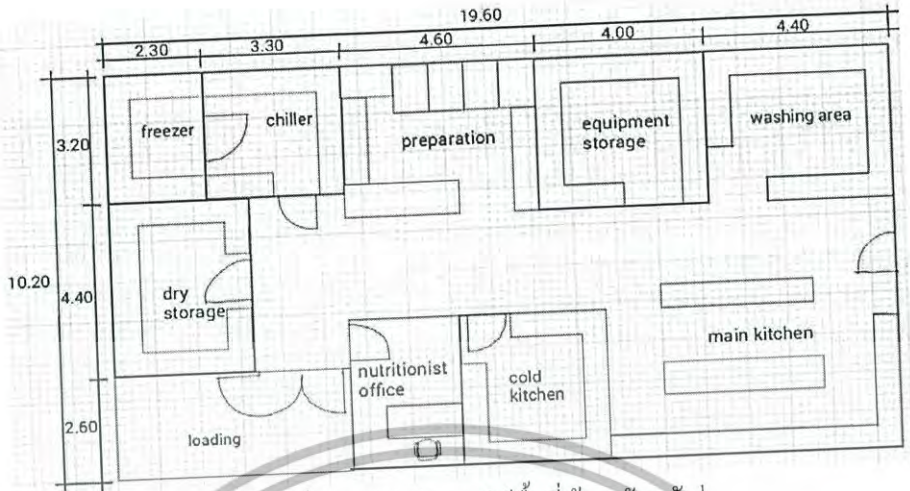 19.60
2.30
3.30
4.60
4.00
4.40
freezer
chiller
preparation
equipment
storage
washing area
3.20
10.20
4.40
dry
storage
main kitchen
nutritionist
office
cold
kitchen
2.60
loading